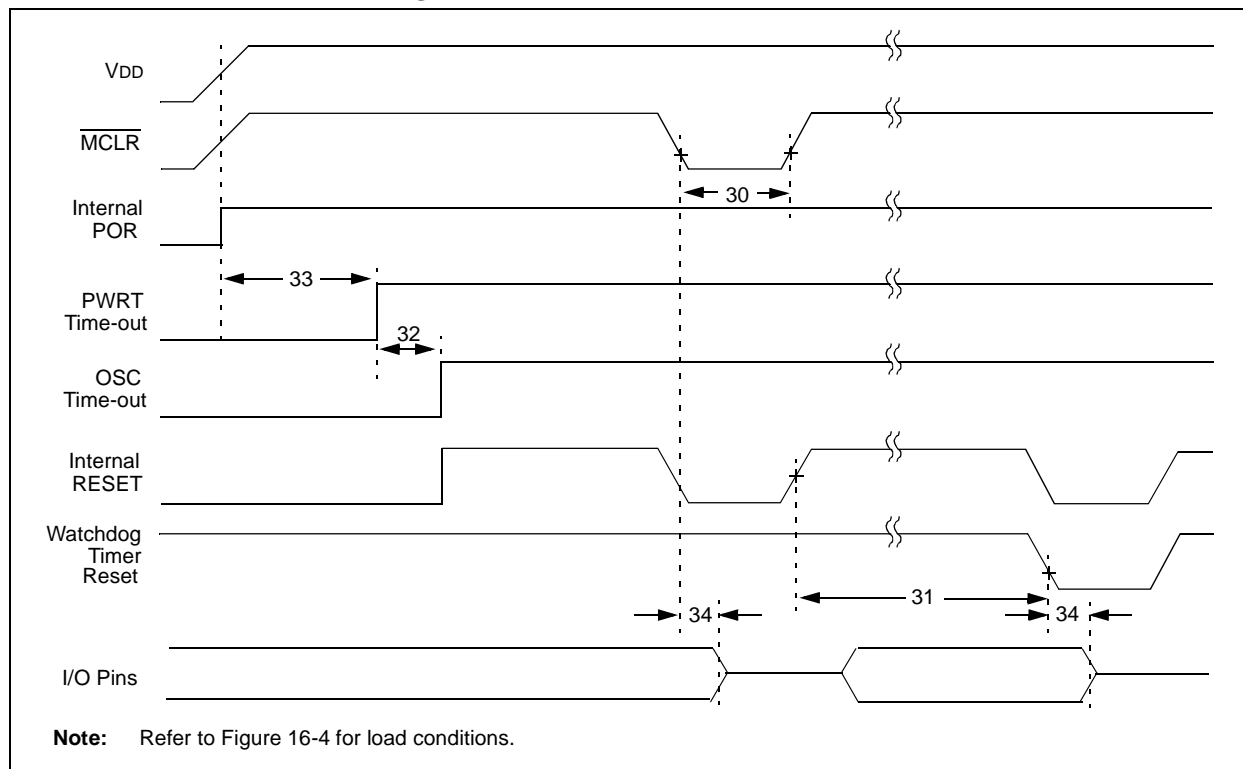 VDD
MCLR
30
Internal
POR
33
PWRT
Time-out
32
OSC
Time-out
Internal
RESET
Watchdog
Timer
Reset
31
34
34
I/O Pins
Note: Refer to Figure 16-4 for load conditions.